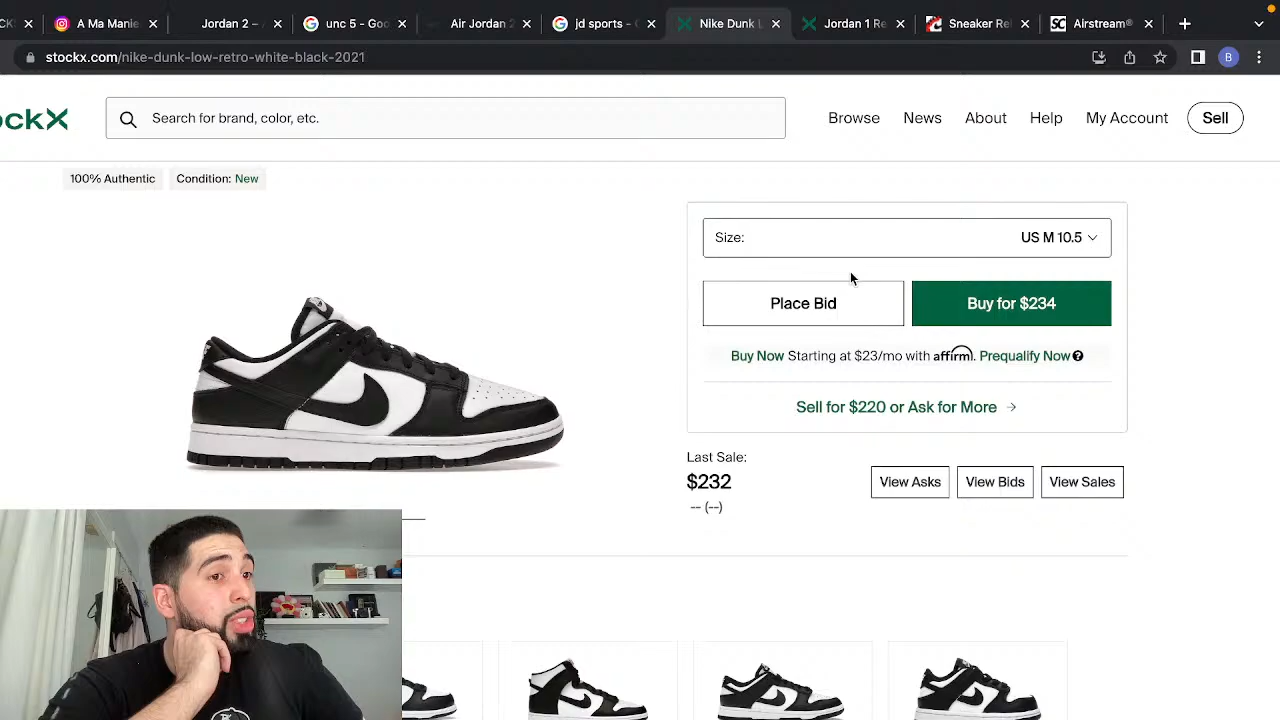 A Ma Manie
Jordan 2 –
unc 5 - Goo
Air Jordan 2
jd sports - G
Nike Dunk L
Jordan 1 Re
Sneaker Rel
Airstream®
stockx.com/nike-dunk-low-retro-white-black-2021
B
ockX
Search for brand, color, etc.
Browse
News
About
Help
My Account
Sell
100% Authentic
Condition: New
Size:
US M 10.5
Place Bid
Buy for $234
Buy Now Starting at $23/mo with affirm. Prequalify Now
Sell for $220 or Ask for More →
Last Sale:
$232
-- (--)
View Asks
View Bids
View Sales